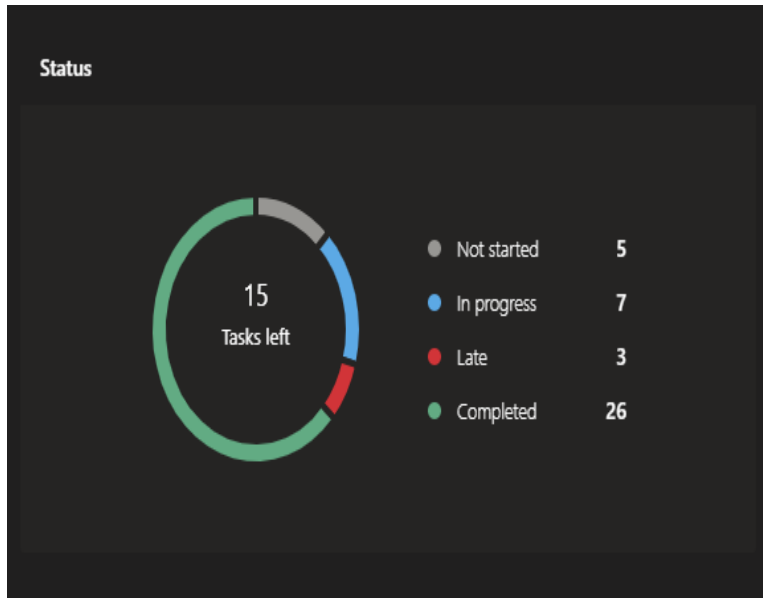 Status
15
Tasks left
Not started 5
In progress 7
Late 3
Completed 26